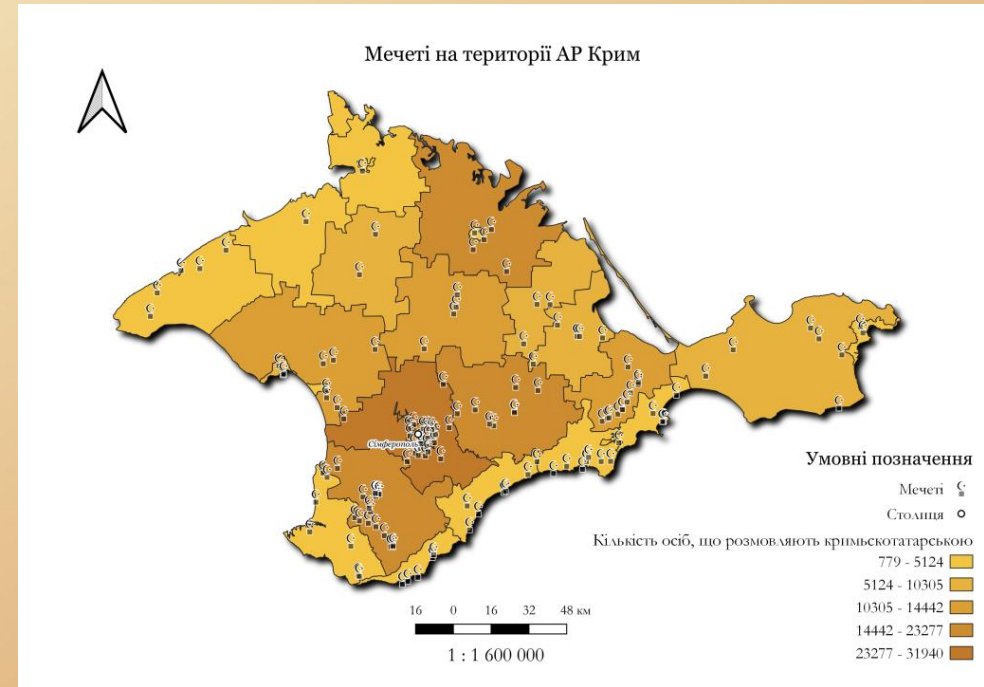 Мечеті на території АР Крим
Сімферополь
Умовні позначення
Мечеті
Столиця
Кількість осіб, що розмовляють кримьскотатарською
779 - 5124
5124 - 10305
10305 - 14442
14442 - 23277
23277 - 31940
16 0 16 32 48 км
1 : 1 600 000